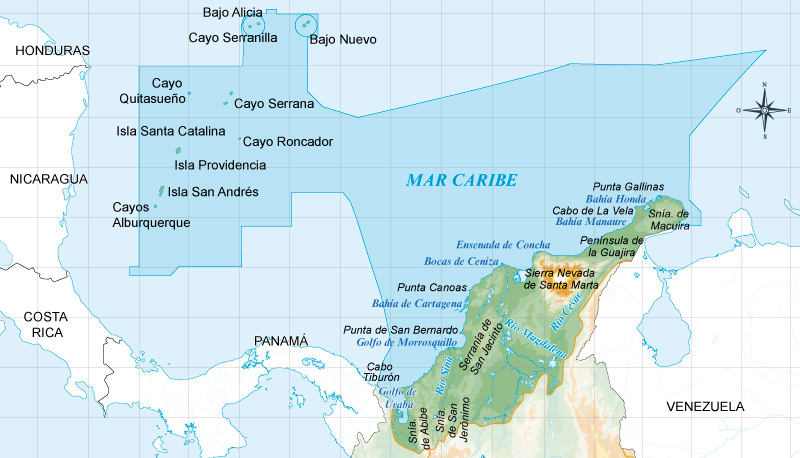 Bajo Alicia
Cayo Serranilla
Bajo Nuevo
HONDURAS
Cayo
Quitasueño
Cayo Serrana
N
W
E
S
Isla Santa Catalina
Cayo Roncador
Isla Providencia
NICARAGUA
MAR CARIBE
Isla San Andrés
Cayos
Alburquerque
Punta Gallinas
Bahía Honda
Cabo de La Vela
Bahía Manaure
Snía. de
Macuira
Ensenada de Concha
Península de
la Guajira
Bocas de Ceniza
Sierra Nevada
de Santa Marta
Punta Canoas
Bahía de Cartagena
Río Cesar
COSTA
RICA
Punta de San Bernardo
Golfo de Morrosquillo
PANAMÁ
Serranía de
San Jacinto
Río Magdalena
Cabo
Tiburón
Río Sinú
Golfo de
Urabá
Snía.
de Abibe
Snía.
de San
Jerónimo
VENEZUELA